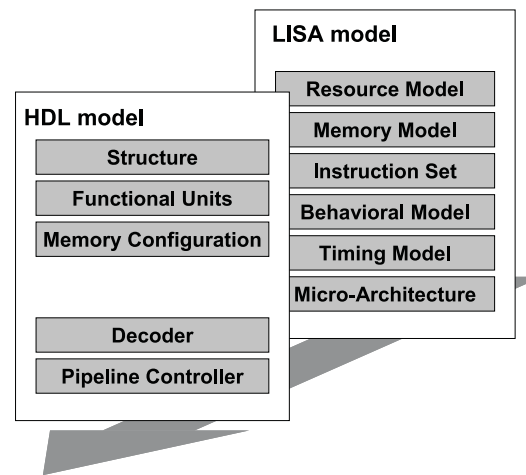 LISA model
Resource Model
Memory Model
Instruction Set
Behavioral Model
Timing Model
Micro-Architecture
HDL model
Structure
Functional Units
Memory Configuration
Decoder
Pipeline Controller